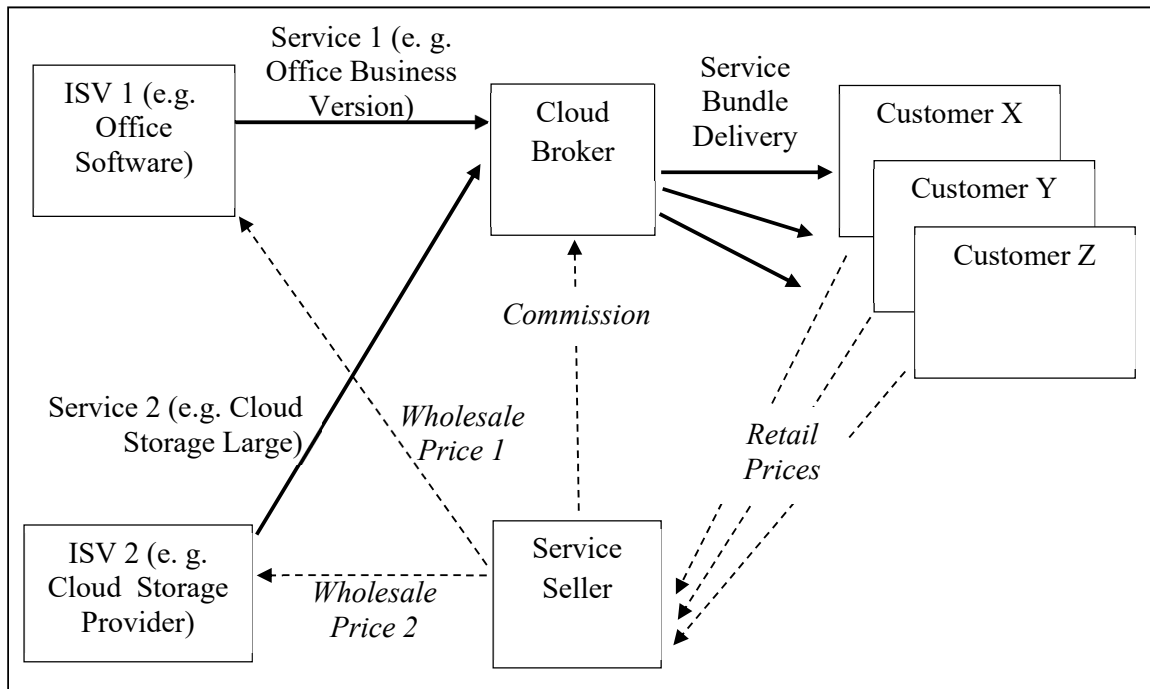 Service 1 (e. g.
Office Business
Version)
ISV 1 (e.g.
Office
Software)
Cloud
Broker
Service
Bundle
Delivery
Customer X
Customer Y
Customer Z
Commission
Service 2 (e.g. Cloud
Storage Large)
Wholesale
Price 1
Retail
Prices
ISV 2 (e. g.
Cloud Storage
Provider)
Wholesale
Price 2
Service
Seller